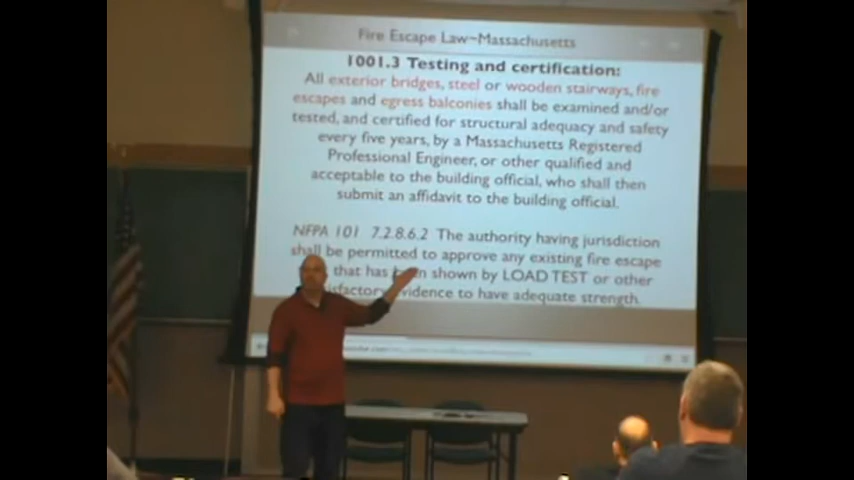 Fire Escape Law~Massachusetts
1001.3 Testing and certification:
All exterior bridges, steel or wooden stairways, fire
escapes and egress balconies shall be examined and/or
tested, and certified for structural adequacy and safety
every five years, by a Massachusetts Registered
Professional Engineer, or other qualified and
acceptable to the building official, who shall then
submit an affidavit to the building official.
NFPA 101 7.2.8.6.2 The authority having jurisdiction
shall be permitted to approve any existing fire escape
that has been shown by LOAD TEST or other
evidence to have adequate strength.